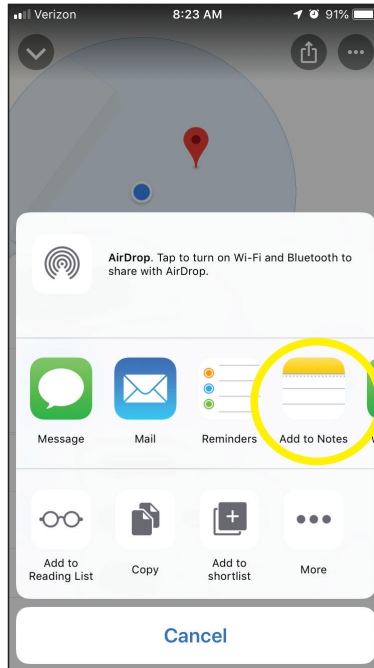 Verizon 8:23 AM 91%
AirDrop. Tap to turn on Wi-Fi and Bluetooth to
share with AirDrop.
Message Mail Reminders Add to Notes
Add to
Reading List
Copy
Add to
shortlist
More
Cancel